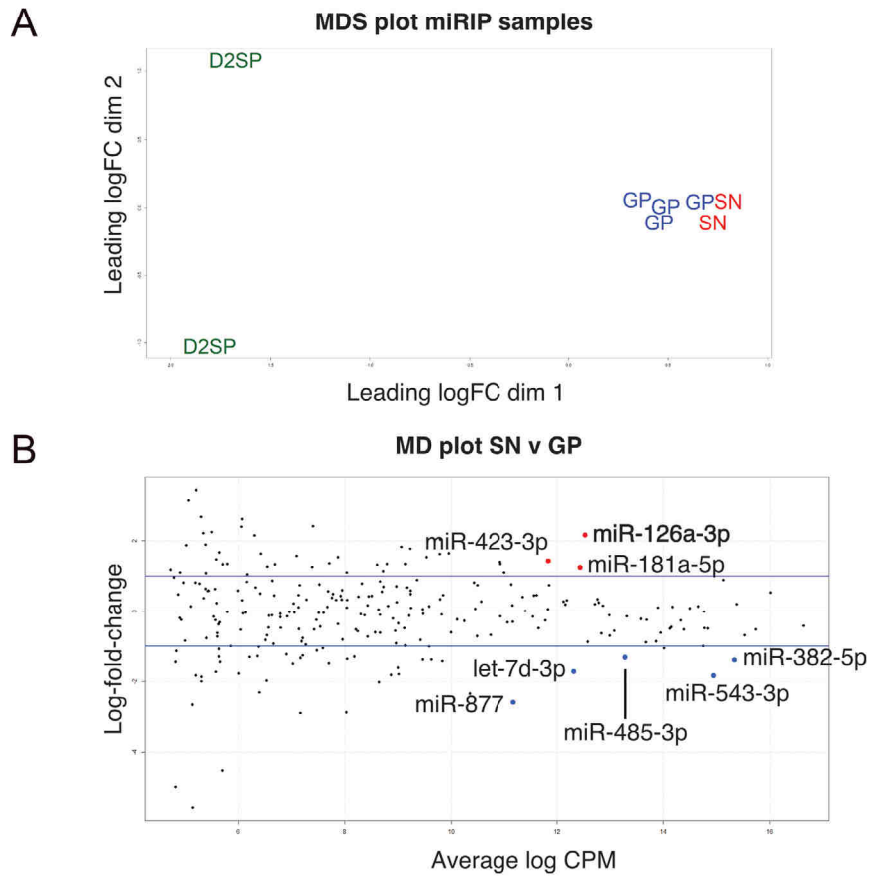 A
MDS plot miRIP samples
D2SP
GP GP GP SN
GP SN
D2SP
Leading logFC dim 2
Leading logFC dim 1
B
MD plot SN v GP
miR-423-3p
miR-126a-3p
miR-181a-5p
let-7d-3p
miR-877
miR-485-3p
miR-543-3p
miR-382-5p
2
-2
-4
Log-fold-change
6 8 10 12 14 16
Average log CPM